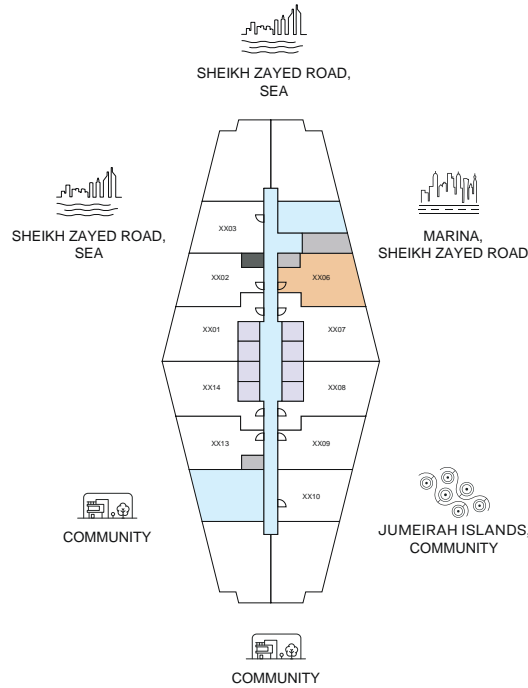 SHEIKH ZAYED ROAD,
SEA
SHEIKH ZAYED ROAD,
SEA
MARINA,
SHEIKH ZAYED ROAD
XX03
XX02
XX06
XX01
XX07
XX14
XX08
XX13
XX09
XX10
COMMUNITY
JUMEIRAH ISLANDS,
COMMUNITY
COMMUNITY